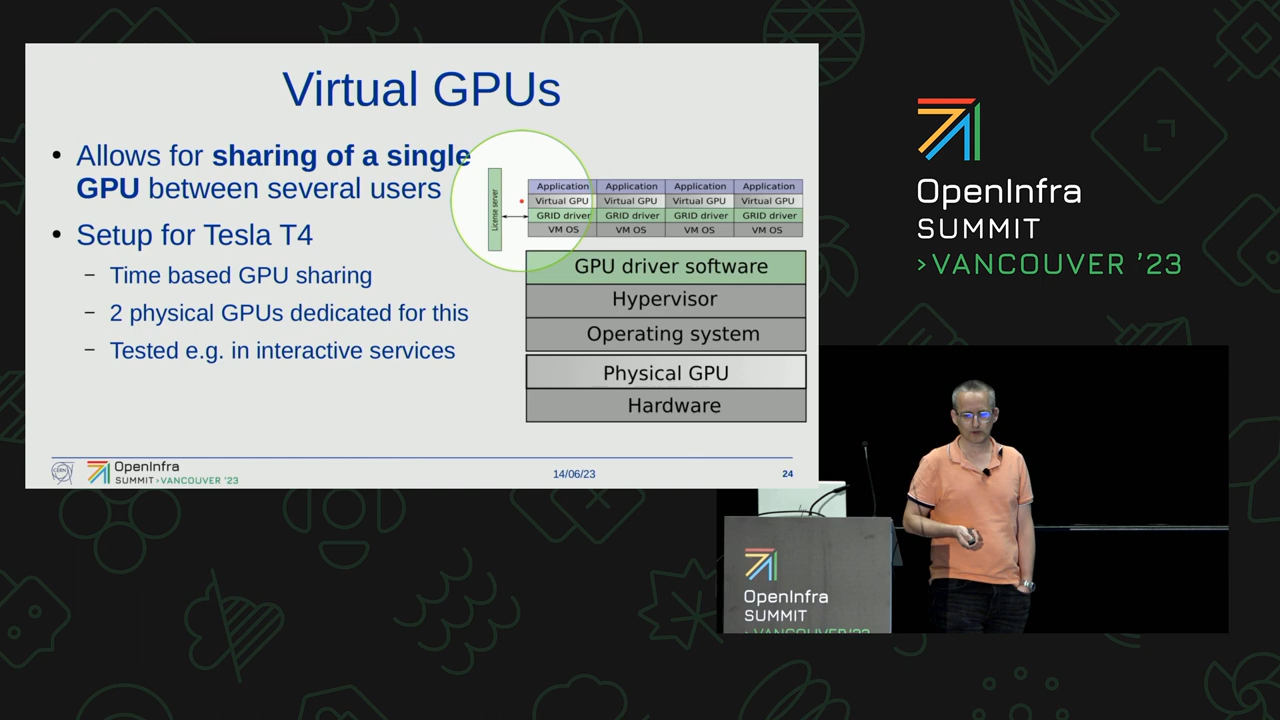 Virtual GPUs
• Allows for sharing of a single
GPU between several users
• Setup for Tesla T4
– Time based GPU sharing
– 2 physical GPUs dedicated for this
– Tested e.g. in interactive services
License server
Application Application Application Application
Virtual GPU Virtual GPU Virtual GPU Virtual GPU
GRID driver GRID driver GRID driver GRID driver
VM OS VM OS VM OS VM OS
GPU driver software
Hypervisor
Operating system
Physical GPU
Hardware
CERN
OpenInfra
SUMMIT >VANCOUVER '23
14/06/23
24
OpenInfra
SUMMIT
>VANCOUVER '23
OpenInfra
SUMMIT
>VANCOUVER'23